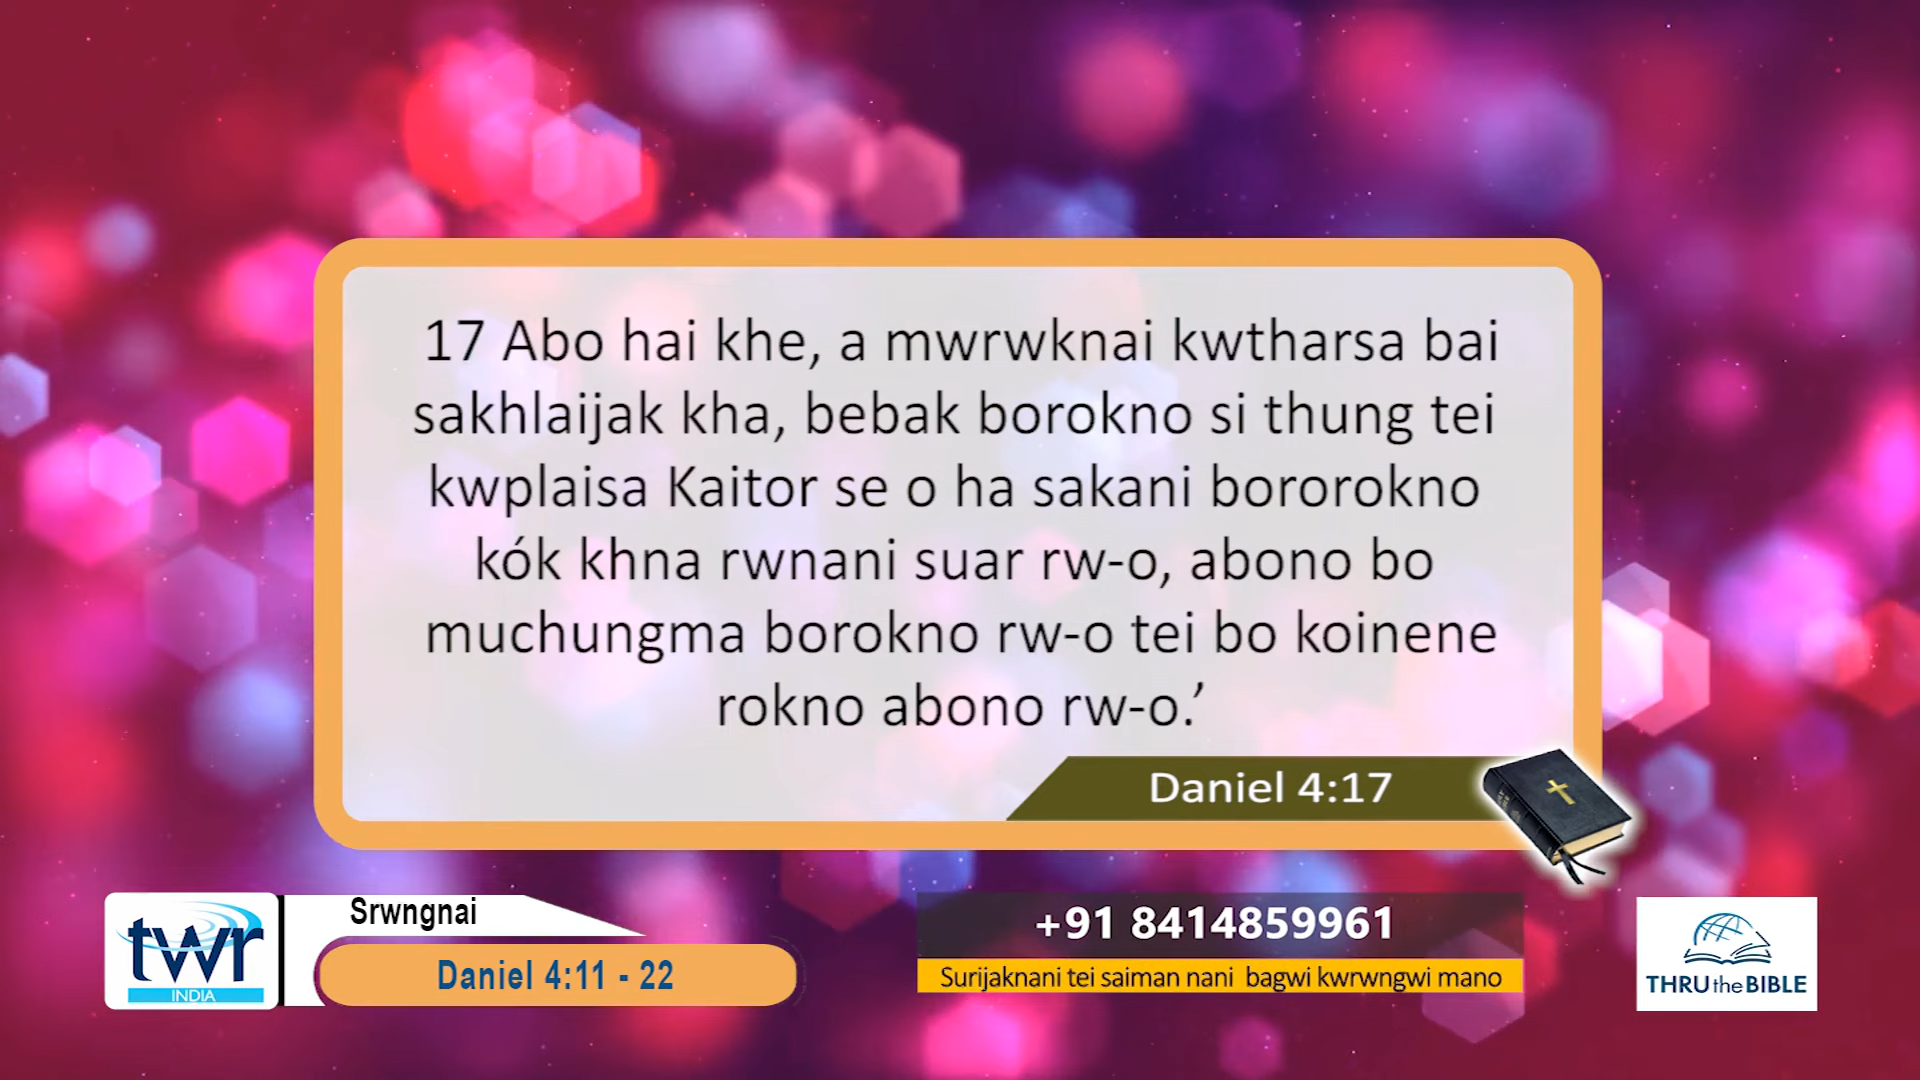 17 Abo hai khe, a mwrwknai kwtharsa bai
sakhlaijak kha, bebak borokno si thung tei
kwplaisa Kaitor se o ha sakani bororokno
kók khna rwnani suar rw-o, abono bo
muchungma borokno rw-o tei bo koinene
rokno abono rw-o.’
Daniel 4:17
twr
INDIA
Srwngnai
Daniel 4:11 - 22
+91 8414859961
Surijaknani tei saiman nani bagwi kwrwngwi mano
THRU the BIBLE